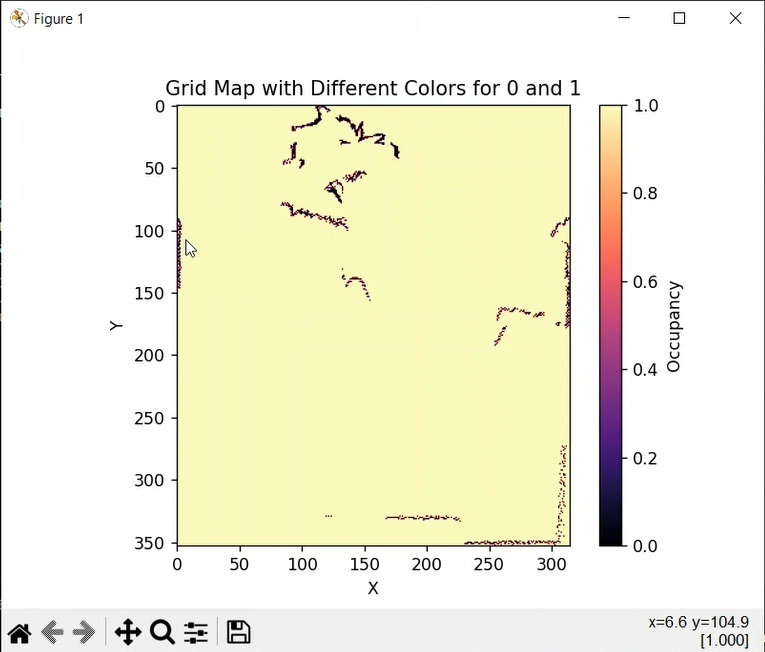 Figure 1
Grid Map with Different Colors for 0 and 1
0
50
100
150
200
250
300
350
Y
0 50 100 150 200 250 300
X
1.0
0.8
0.6
0.4
0.2
0.0
Occupancy
x=6.6 y=104.9
[1.000]